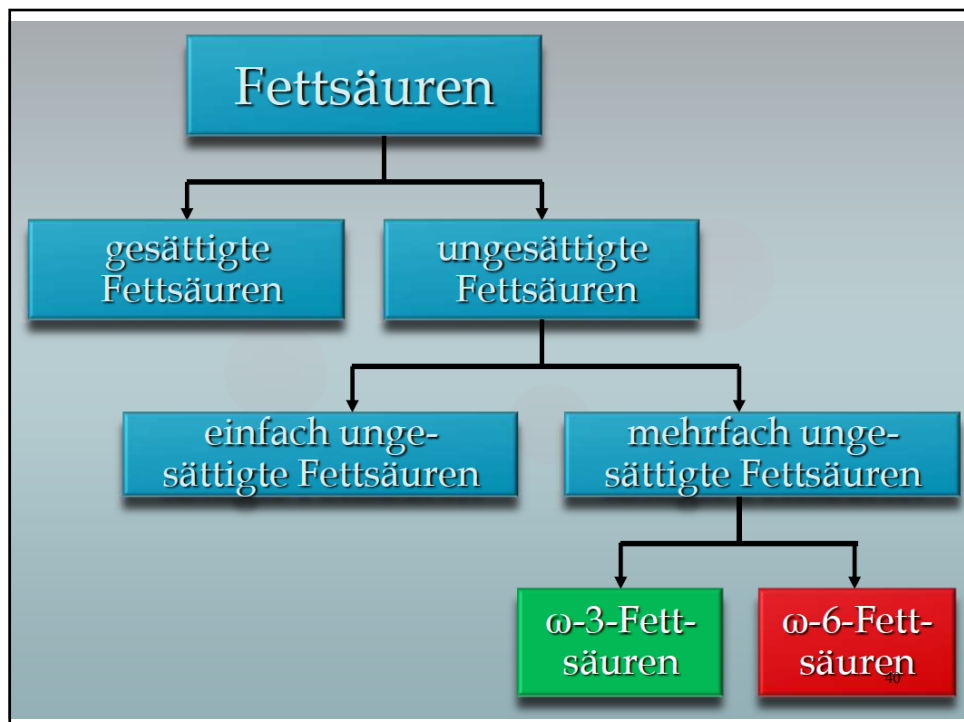 Fettsäuren
gesättigte
Fettsäuren
ungesättigte
Fettsäuren
einfach unge-
sättigte Fettsäuren
mehrfach unge-
sättigte Fettsäuren
ω-3-Fett-
säuren
ω-6-Fett-
säuren
40